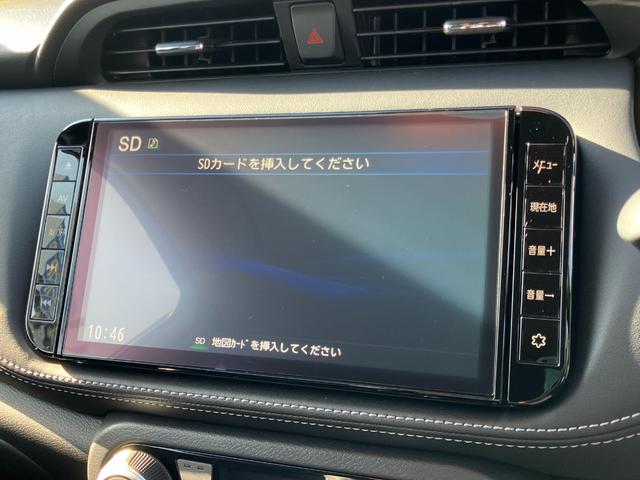 SD
SDカードを挿入してください
10:46
SD 地図ｶｰﾄﾞを挿入してください
AV
メニュー
現在地
音量＋
音量－